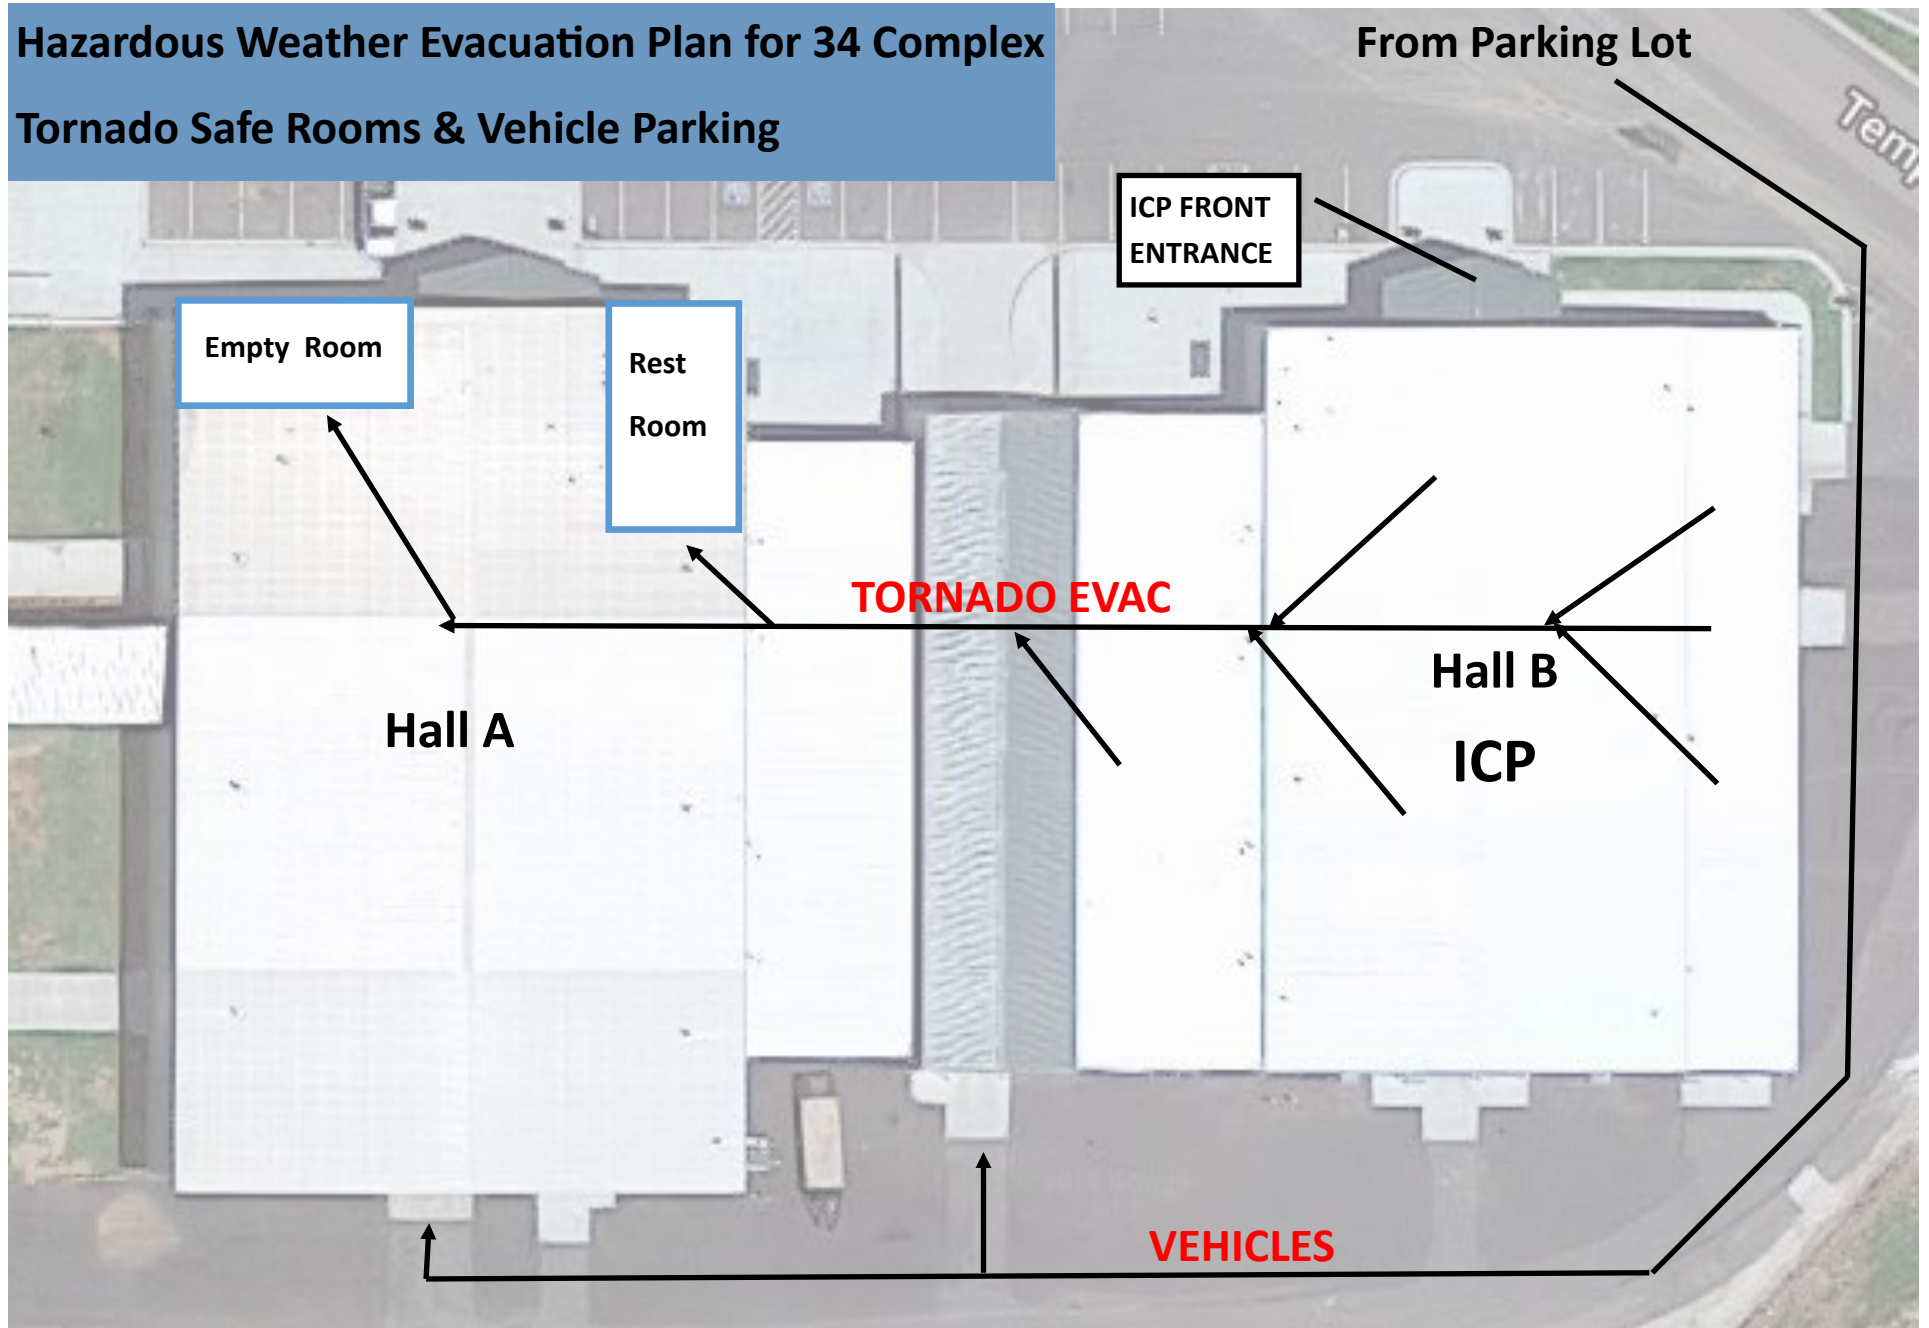 Hazardous Weather Evacuation Plan for 34 Complex
Tornado Safe Rooms & Vehicle Parking
From Parking Lot
Temp
ICP FRONT
ENTRANCE
Empty Room
Rest
Room
TORNADO EVAC
Hall B
ICP
Hall A
VEHICLES